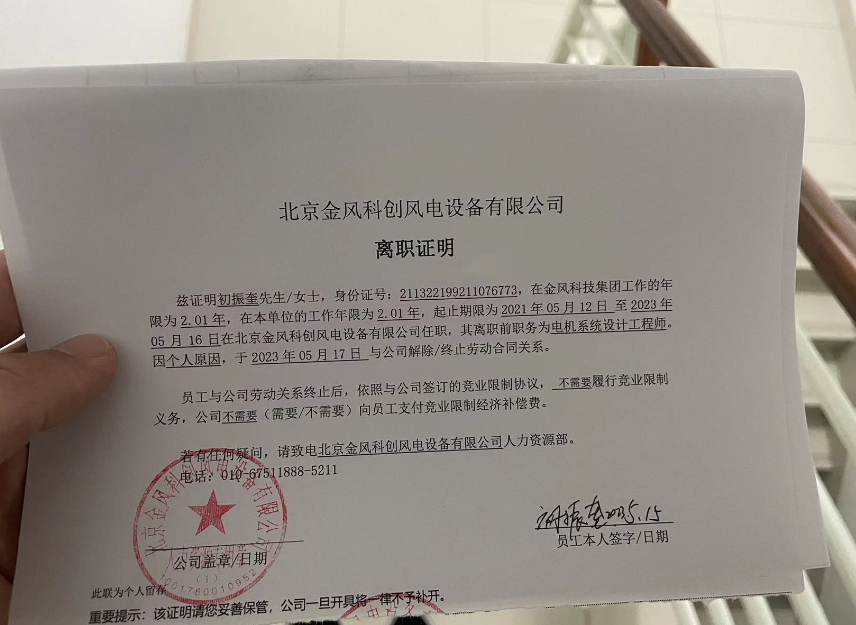 北京金风科创风电设备有限公司
离职证明
兹证明初振奎先生/女士，身份证号：211322199211076773，在金风科技集团工作的年
限为2.01年，在本单位的工作年限为2.01年，起止期限为2021年05月12日 至2023年
05月16日在北京金风科创风电设备有限公司任职，其离职前职务为电机系统设计工程师。
因个人原因，于2023年05月17日 与公司解除/终止劳动合同关系。
员工与公司劳动关系终止后，依照与公司签订的竞业限制协议，不需要履行竞业限制
义务，公司不需要（需要/不需要）向员工支付竞业限制经济补偿费。
若有任何疑问，请致电北京金风科创风电设备有限公司人力资源部。
电话：010-67511888-5211
北京金风科创风电设备有限公司
(1)
初振奎 5.15
公司盖章/日期
员工本人签字/日期
此联为个人留存
重要提示：该证明请您妥善保管，公司一旦开具将一律不予补开。